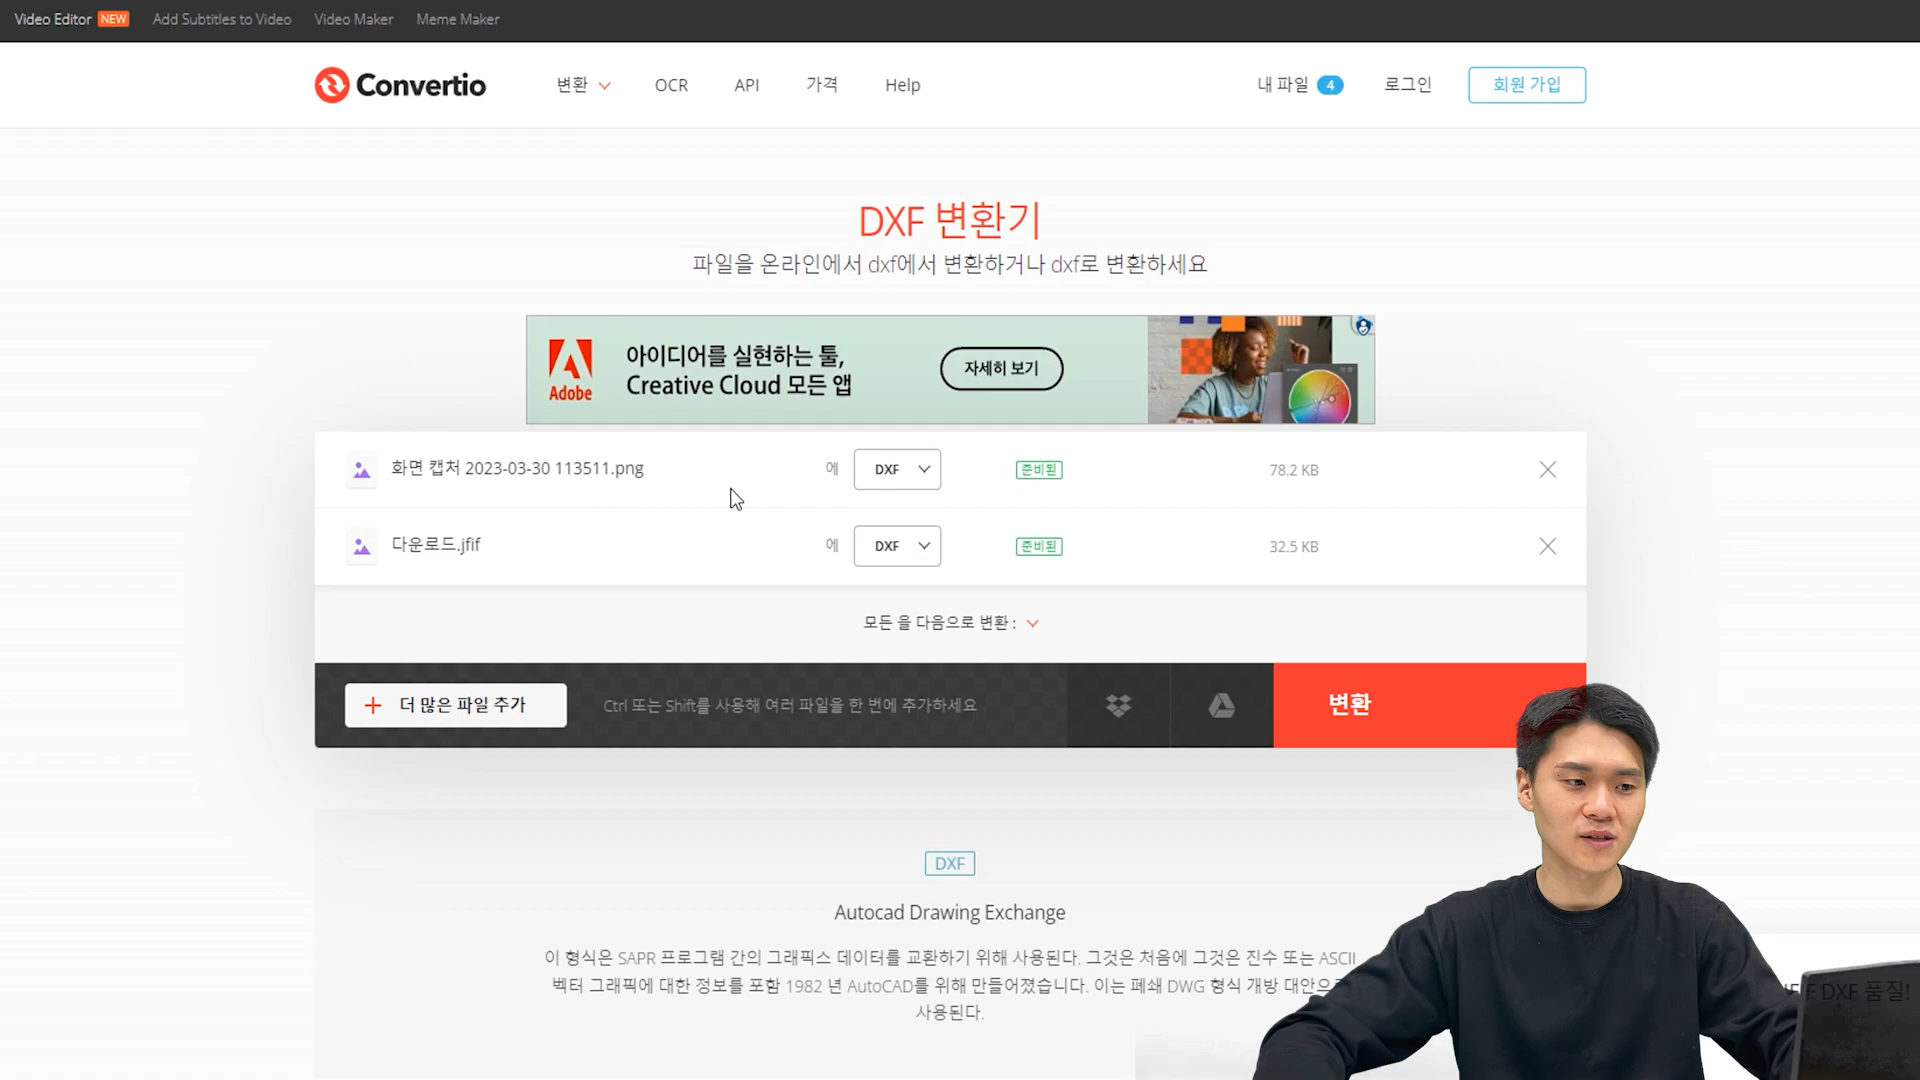 Video Editor NEW Add Subtitles to Video Video Maker Meme Maker
Convertio 변환 OCR API 가격 Help 내 파일 4 로그인 회원 가입
DXF 변환기
파일을 온라인에서 dxf에서 변환하거나 dxf로 변환하세요
Adobe
아이디어를 실현하는 툴,
Creative Cloud 모든 앱
자세히 보기
화면 캡처 2023-03-30 113511.png 에 DXF 준비된 78.2 KB
다운로드.jfif 에 DXF 준비된 32.5 KB
모든 을 다음으로 변환 :
더 많은 파일 추가 Ctrl 또는 Shift를 사용해 여러 파일을 한 번에 추가하세요 변환
DXF
Autocad Drawing Exchange
이 형식은 SAPR 프로그램 간의 그래픽스 데이터를 교환하기 위해 사용된다. 그것은 처음에 그것은 진수 또는 ASCII
벡터 그래픽에 대한 정보를 포함 1982 년 AutoCAD를 위해 만들어졌습니다. 이는 폐쇄 DWG 형식 개방 대안으로
사용된다.
DXF 품질!